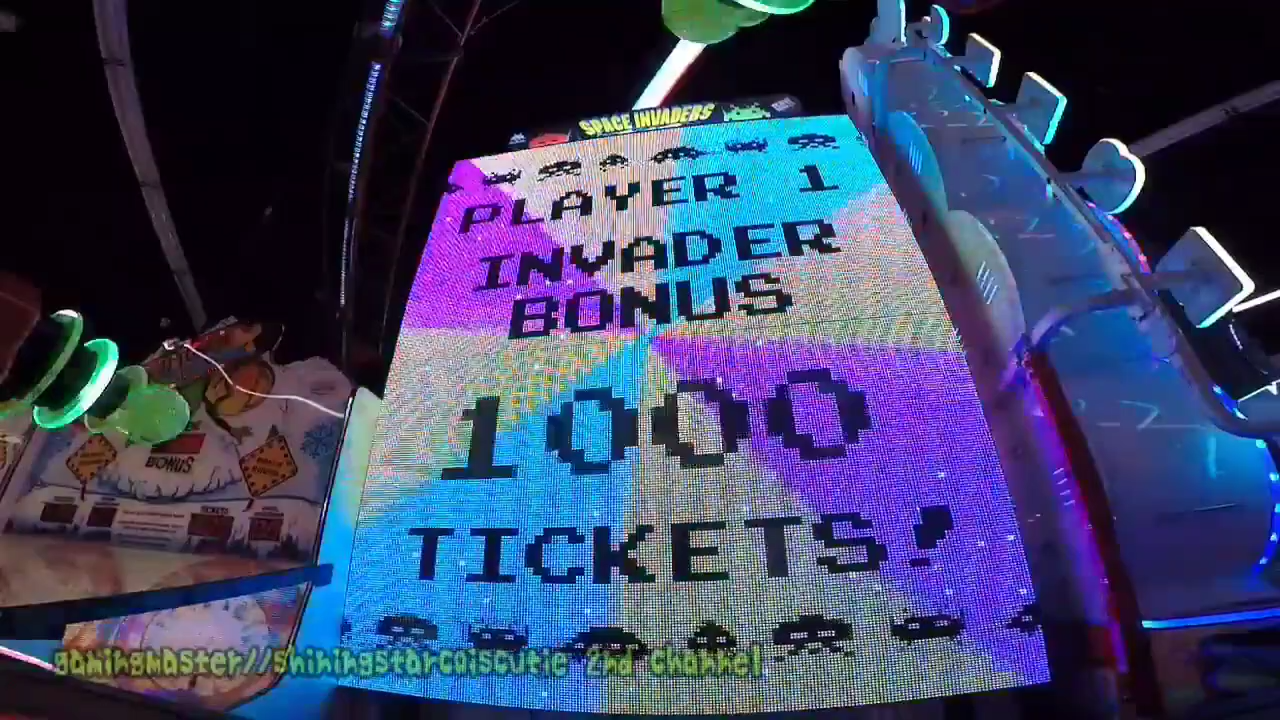 SPACE INVADERS
PLAYER 1
INVADER
BONUS
1000
TICKETS!
BONUS
gamingmaster//shiningstarcaiscutie 2nd channel